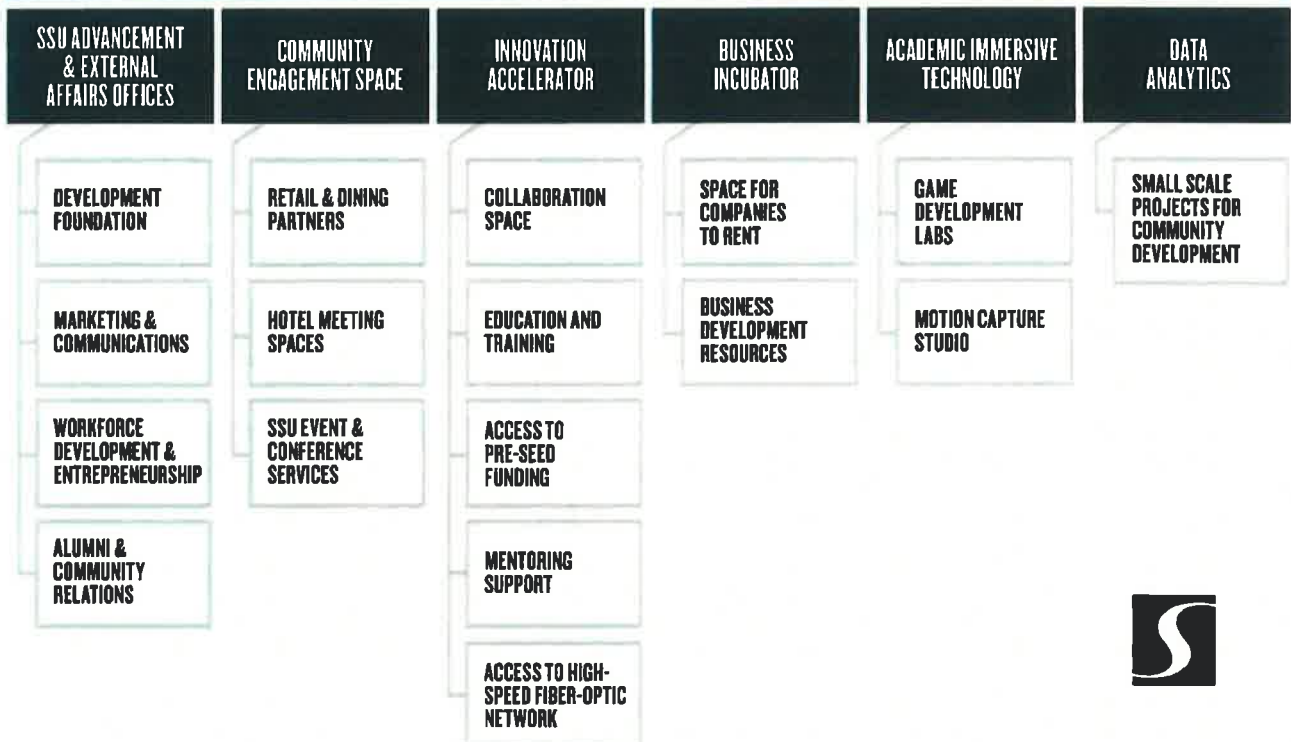 SSU ADVANCEMENT
& EXTERNAL
AFFAIRS OFFICES
COMMUNITY
ENGAGEMENT SPACE
INNOVATION
ACCELERATOR
BUSINESS
INCUBATOR
ACADEMIC IMMERSIVE
TECHNOLOGY
DATA
ANALYTICS
DEVELOPMENT
FOUNDATION
MARKETING &
COMMUNICATIONS
WORKFORCE
DEVELOPMENT &
ENTREPRENEURSHIP
ALUMNI &
COMMUNITY
RELATIONS
RETAIL & DINING
PARTNERS
HOTEL MEETING
SPACES
SSU EVENT &
CONFERENCE
SERVICES
COLLABORATION
SPACE
EDUCATION AND
TRAINING
ACCESS TO
PRE-SEED
FUNDING
MENTORING
SUPPORT
ACCESS TO HIGH-
SPEED FIBER-OPTIC
NETWORK
SPACE FOR
COMPANIES
TO RENT
BUSINESS
DEVELOPMENT
RESOURCES
GAME
DEVELOPMENT
LABS
MOTION CAPTURE
STUDIO
SMALL SCALE
PROJECTS FOR
COMMUNITY
DEVELOPMENT
S